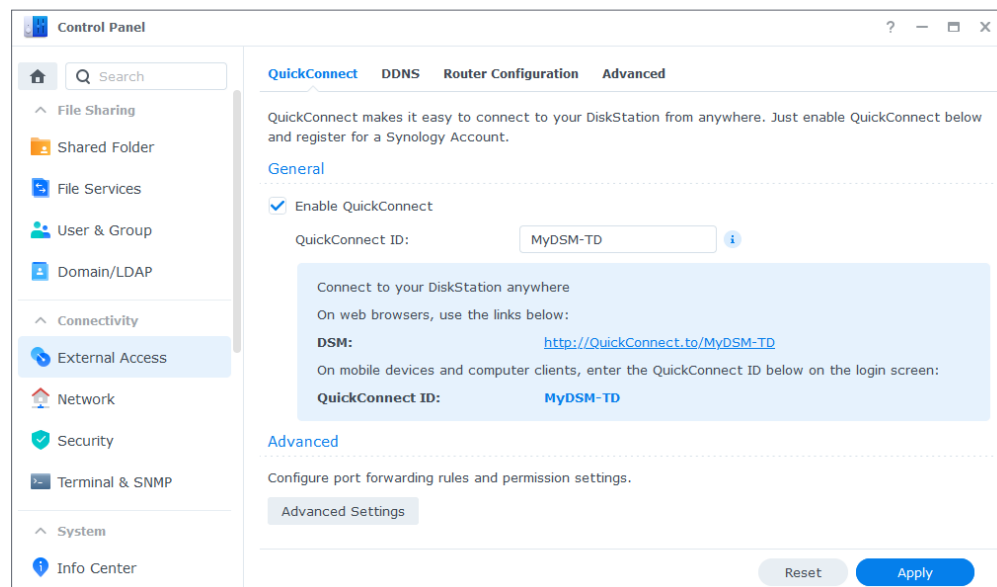 Control Panel
?
Search
File Sharing
Shared Folder
File Services
User & Group
Domain/LDAP
Connectivity
External Access
Network
Security
Terminal & SNMP
System
Info Center
QuickConnect DDNS Router Configuration Advanced
QuickConnect makes it easy to connect to your DiskStation from anywhere. Just enable QuickConnect below
and register for a Synology Account.
General
Enable QuickConnect
QuickConnect ID: MyDSM-TD
Connect to your DiskStation anywhere
On web browsers, use the links below:
DSM: http://QuickConnect.to/MyDSM-TD
On mobile devices and computer clients, enter the QuickConnect ID below on the login screen:
QuickConnect ID: MyDSM-TD
Advanced
Configure port forwarding rules and permission settings.
Advanced Settings
Reset Apply